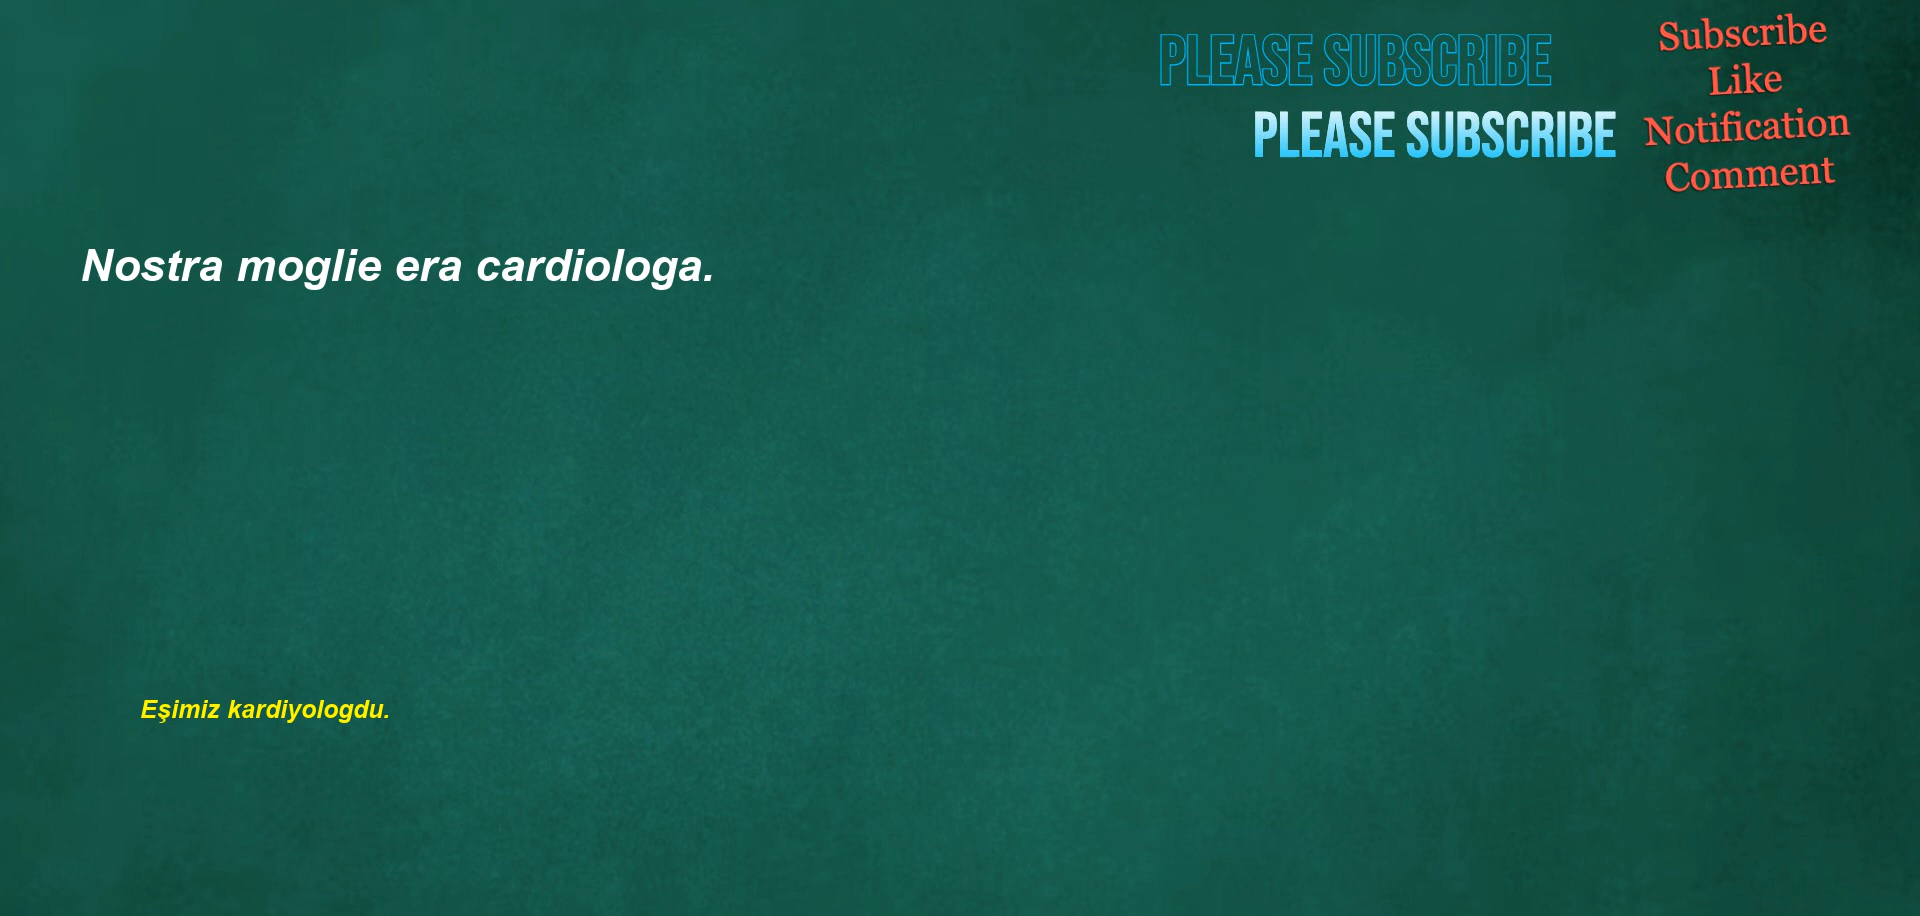 PLEASE SUBSCRIBE
PLEASE SUBSCRIBE
Subscribe
Like
Notification
Comment
Nostra moglie era cardiologa.
Eşimiz kardiyologdu.